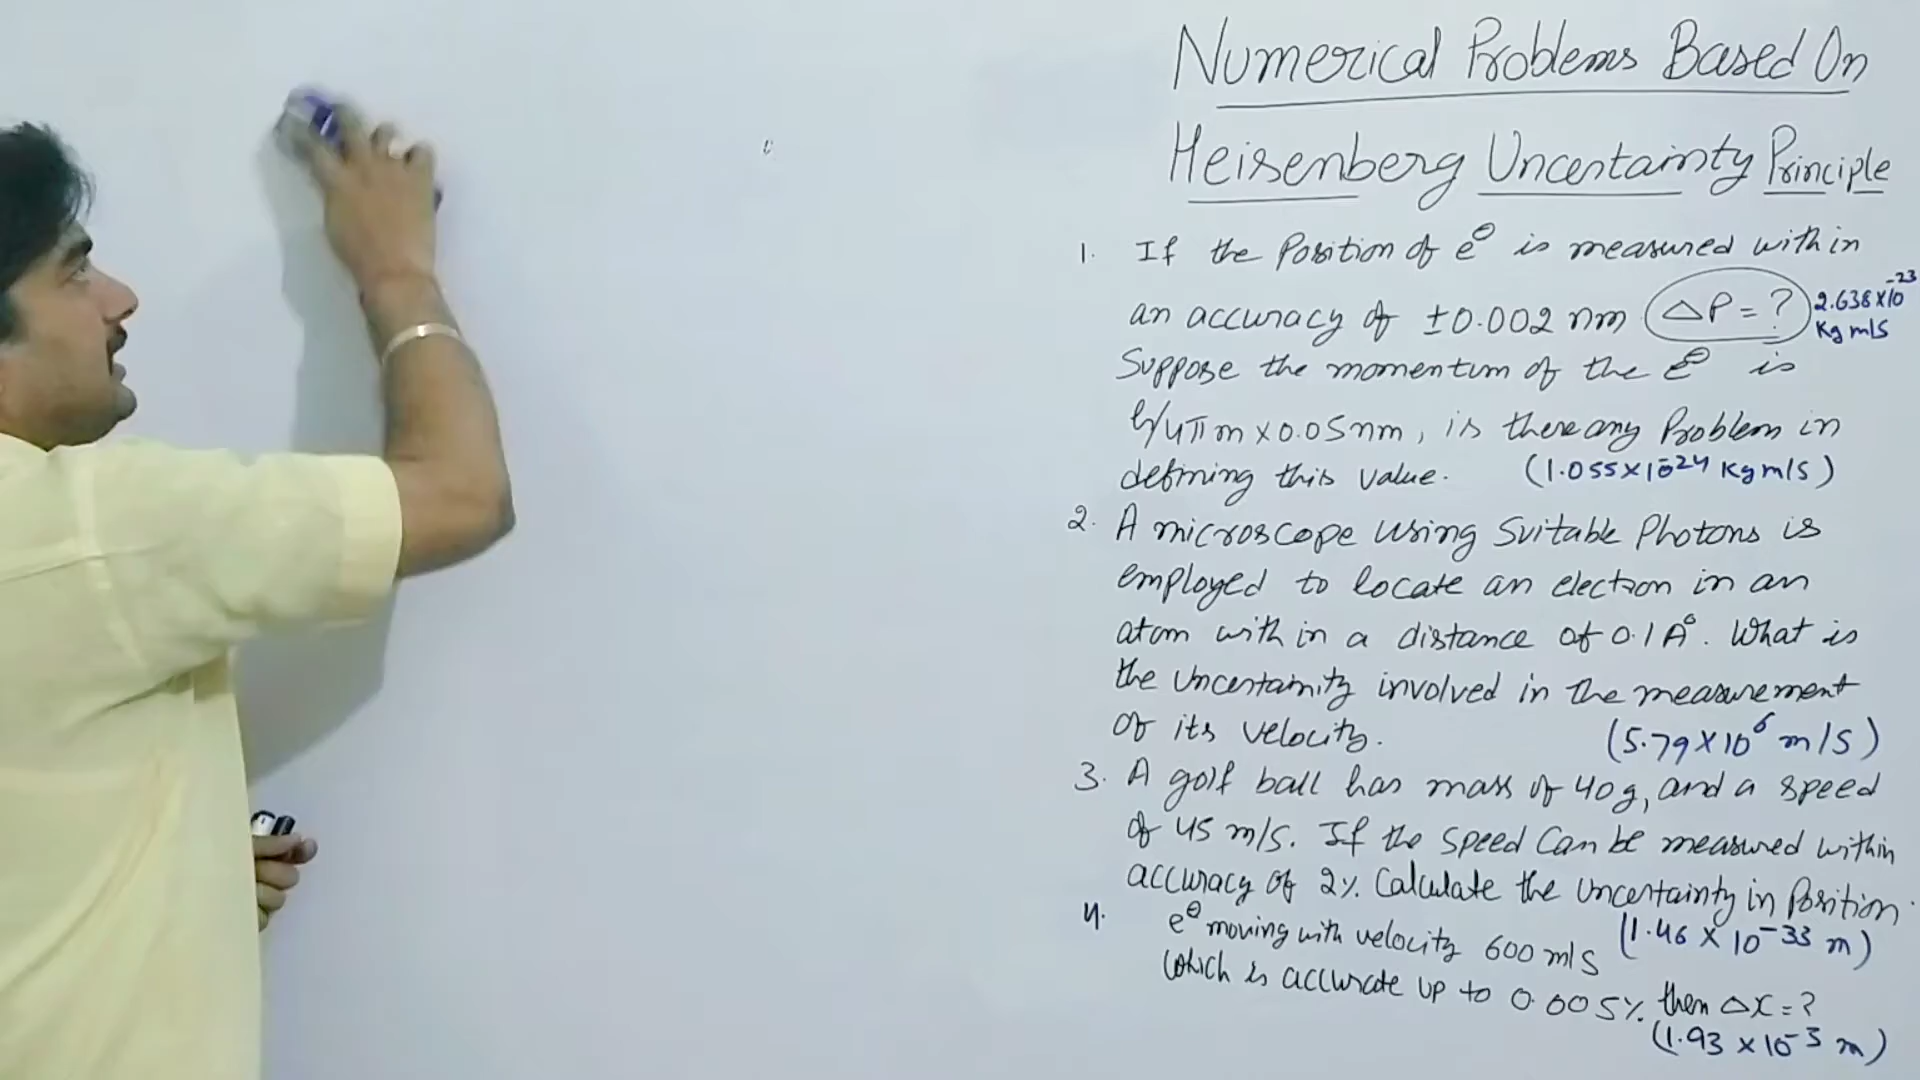 Numerical Problems Based On
Heisenberg Uncertainty Principle
1. If the Position of e⊖ is measured within
an accuracy of ±0.002 nm ΔP = ? 2.638×10⁻²³ Kg m/s
Suppose the momentum of the e⊖ is
h/4πm × 0.05nm, is there any Problem in
defining this value. (1.055×10⁻²⁴ Kg m/s)
2. A microscope using Suitable Photons is
employed to locate an electron in an
atom with in a distance of 0.1 A°. What is
the Uncertainity involved in the measurement
of its velocity. (5.79×10⁶ m/s)
3. A golf ball has mass of 40g, and a speed
of 45 m/s. If the speed can be measured within
accuracy of 2%. Calculate the Uncertainty in Position.
(1.46 × 10⁻³³ m)
4. e⊖ moving with velocity 600 m/s
which is accurate up to 0.005%. then ΔX = ?
(1.93 × 10⁻³ m)